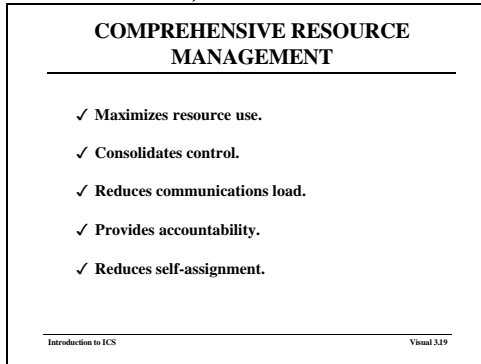 COMPREHENSIVE RESOURCE
MANAGEMENT
✓ Maximizes resource use.
✓ Consolidates control.
✓ Reduces communications load.
✓ Provides accountability.
✓ Reduces self-assignment.
Introduction to ICS Visual 3.19